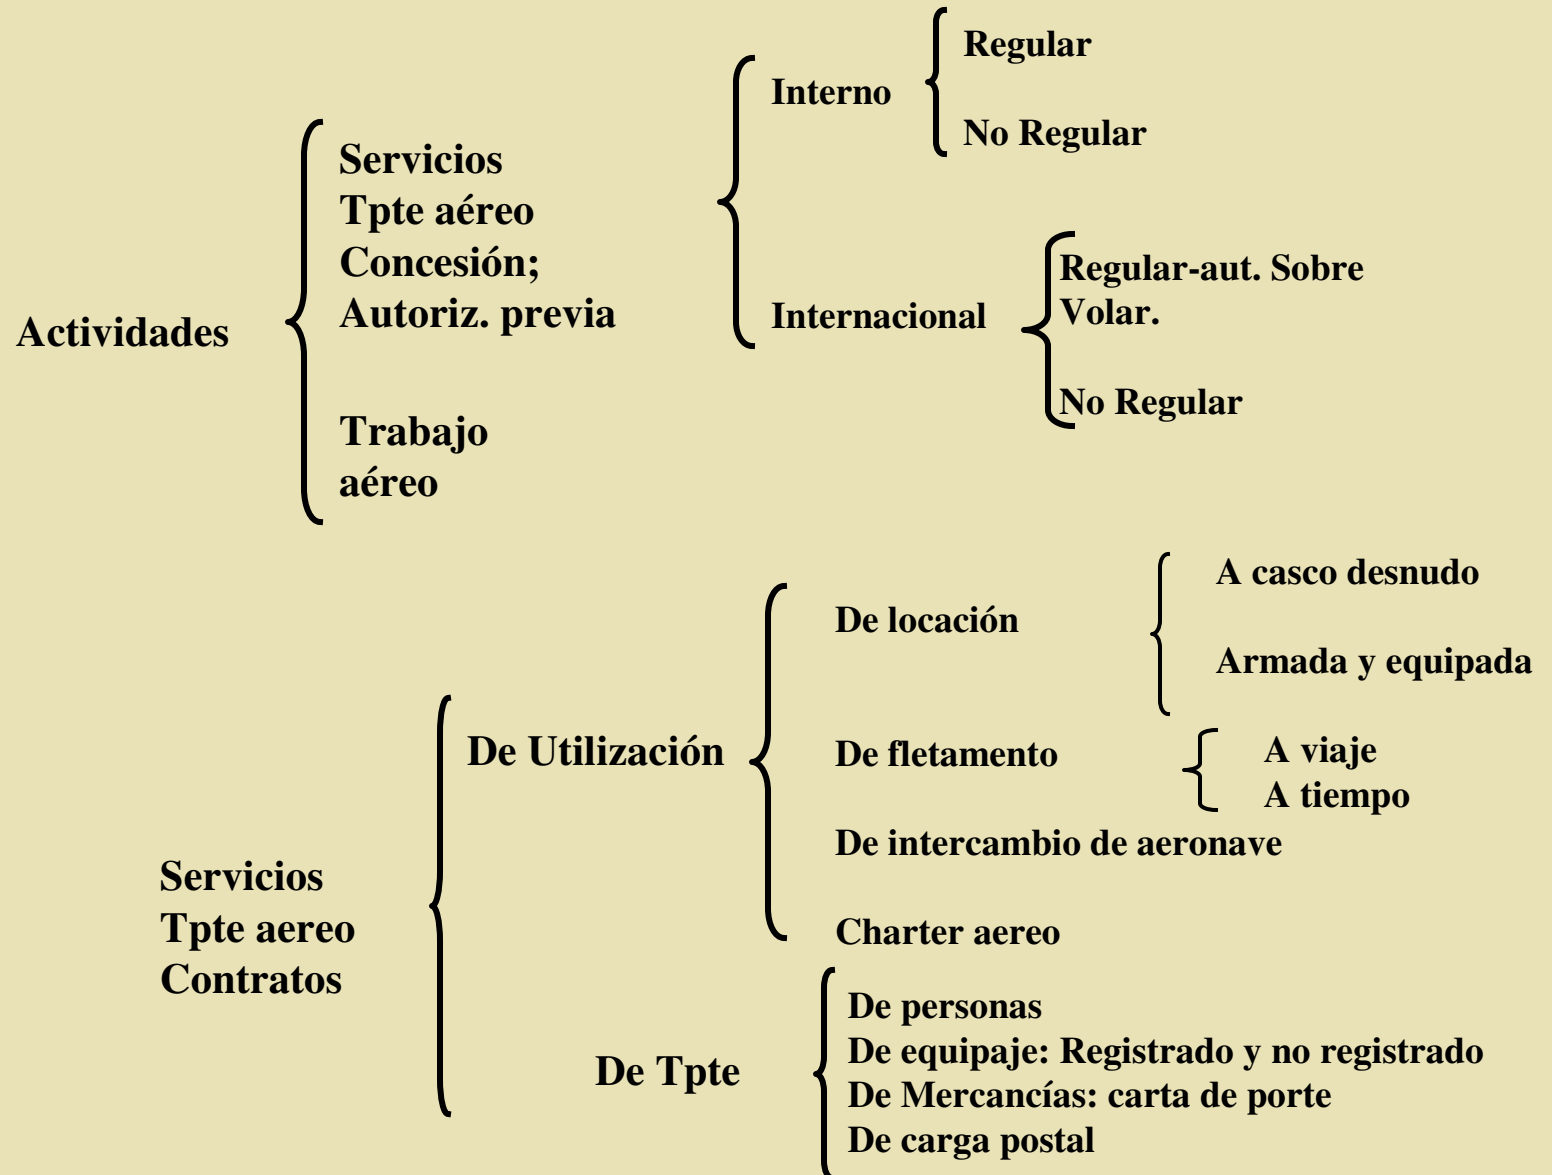 Actividades
Servicios
Tpte aéreo
Concesión;
Autoriz. previa
Trabajo
aéreo
Interno
Regular
No Regular
Internacional
Regular-aut. Sobre
Volar.
No Regular
Servicios
Tpte aereo
Contratos
De Utilización
De locación
A casco desnudo
Armada y equipada
De fletamento
A viaje
A tiempo
De intercambio de aeronave
Charter aereo
De Tpte
De personas
De equipaje: Registrado y no registrado
De Mercancías: carta de porte
De carga postal